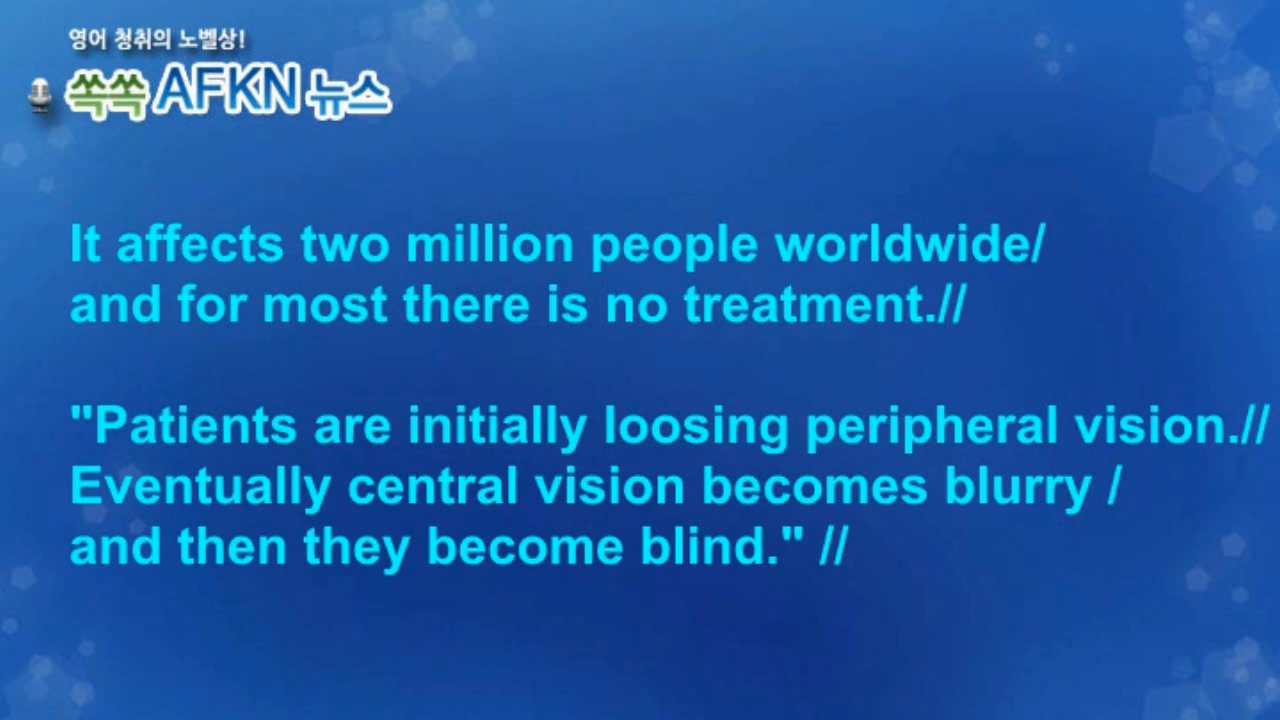 영어 청취의 노벨상!
쏙쏙 AFKN 뉴스
It affects two million people worldwide/
and for most there is no treatment.//
"Patients are initially loosing peripheral vision.//
Eventually central vision becomes blurry /
and then they become blind." //